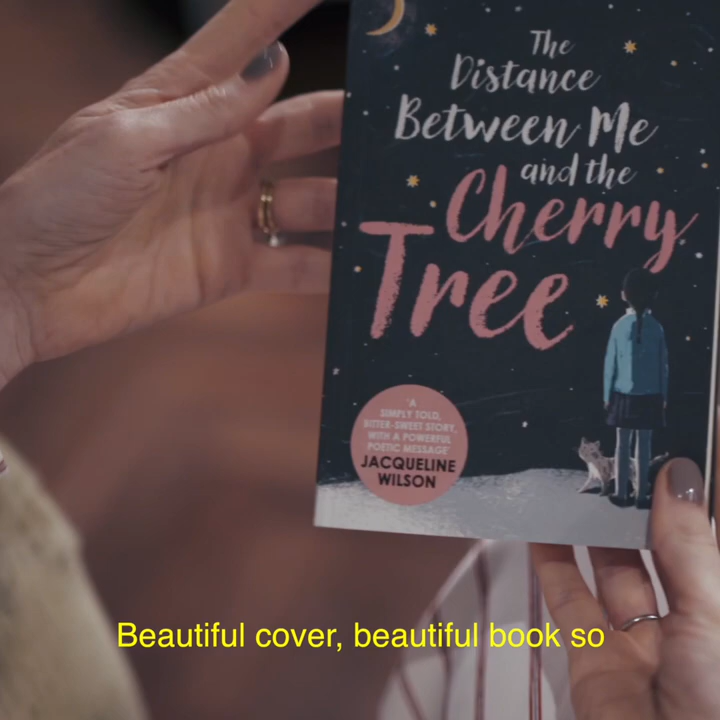 The
Distance
Between Me
and the
Cherry
Tree
'A
SIMPLY TOLD,
BITTER-SWEET STORY,
WITH A POWERFUL
POETIC MESSAGE'
JACQUELINE
WILSON
Beautiful cover, beautiful book so